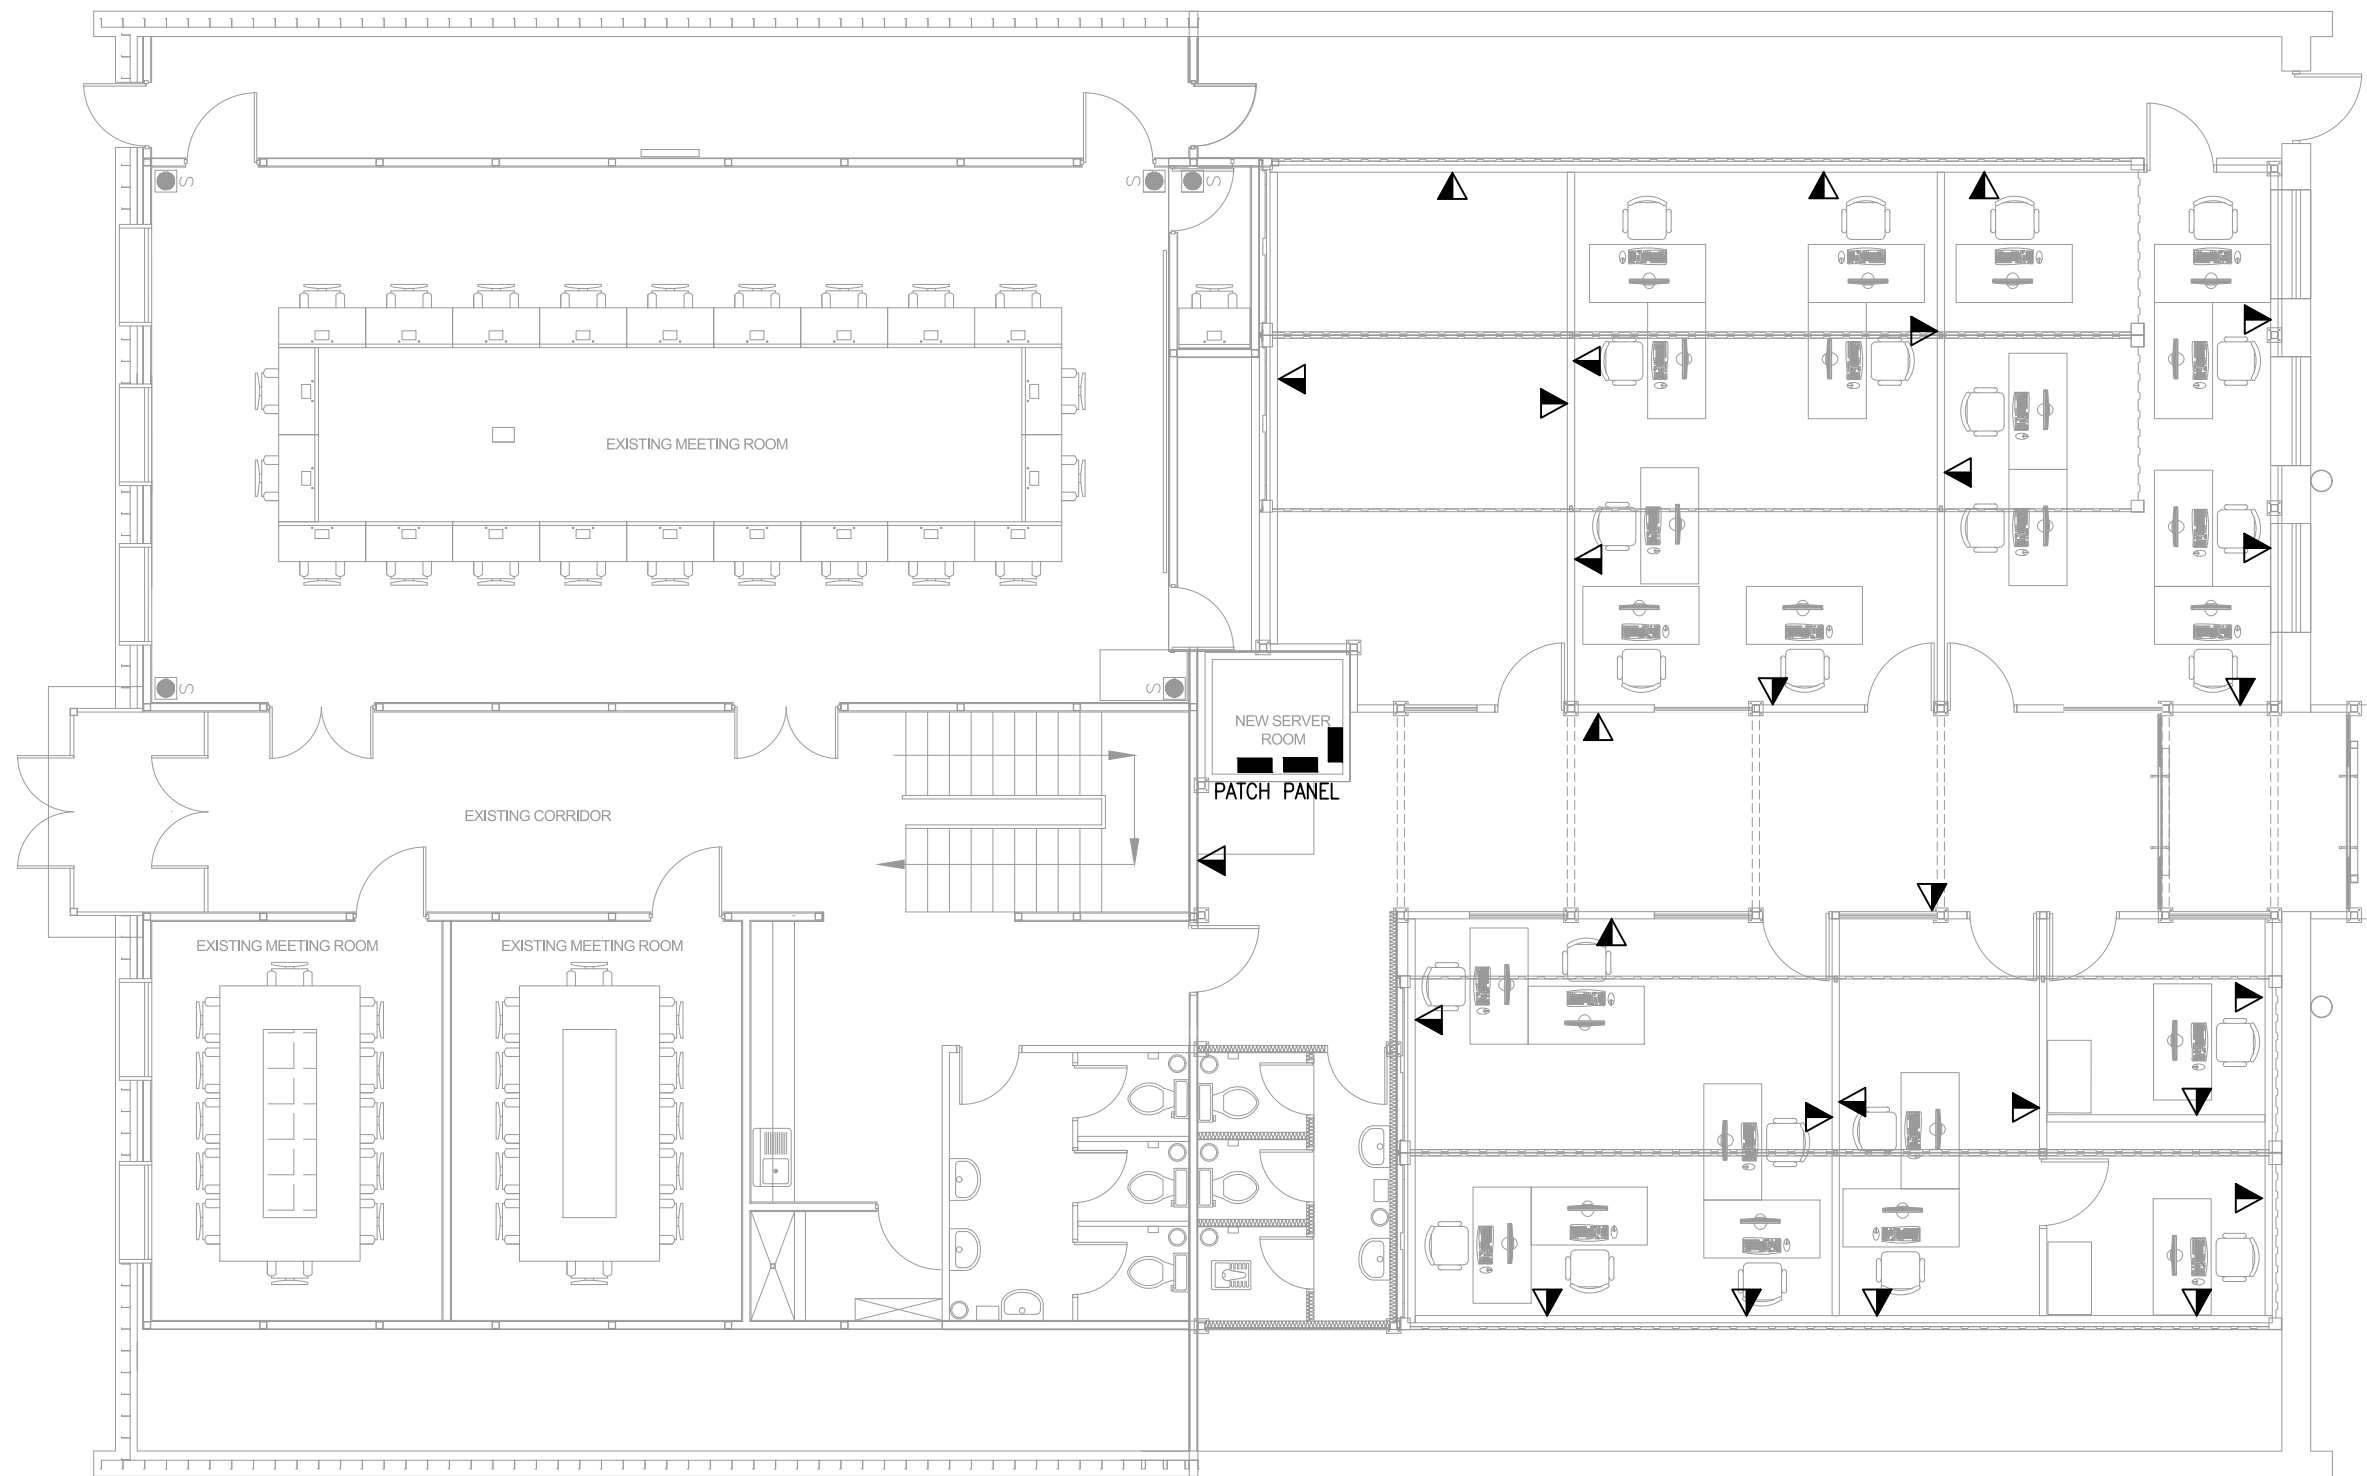 S
S
S
EXISTING MEETING ROOM
S
S
NEW SERVER
ROOM
PATCH PANEL
EXISTING CORRIDOR
EXISTING MEETING ROOM
EXISTING MEETING ROOM